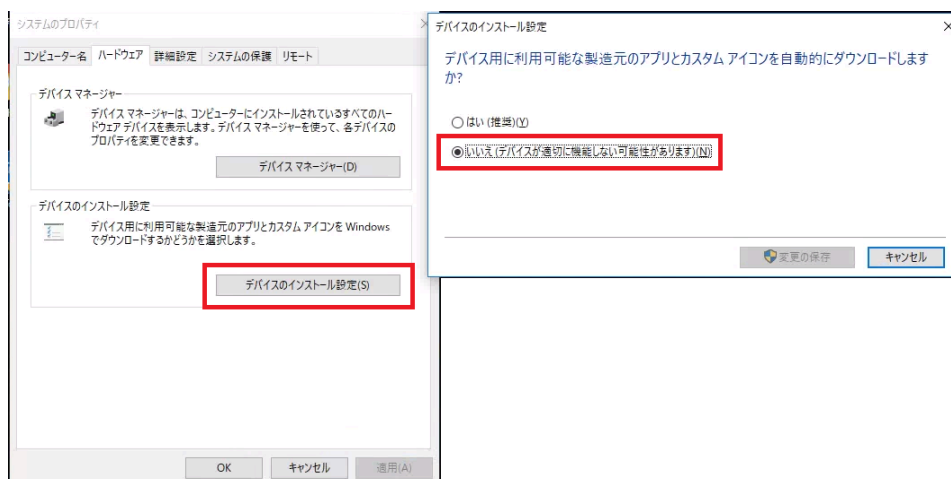 システムのプロパティ
コンピューター名 ハードウェア 詳細設定 システムの保護 リモート
デバイス マネージャー
デバイス マネージャーは、コンピューターにインストールされているすべてのハー
ドウェア デバイスを表示します。デバイス マネージャーを使って、各デバイスの
プロパティを変更できます。
デバイス マネージャー(D)
デバイスのインストール設定
デバイス用に利用可能な製造元のアプリとカスタム アイコンを Windows
でダウンロードするかどうかを選択します。
デバイスのインストール設定(S)
OK キャンセル 適用(A)
デバイスのインストール設定
デバイス用に利用可能な製造元のアプリとカスタム アイコンを自動的にダウンロードします
か?
はい (推奨)(Y)
いいえ (デバイスが適切に機能しない可能性があります)(N)
変更の保存 キャンセル